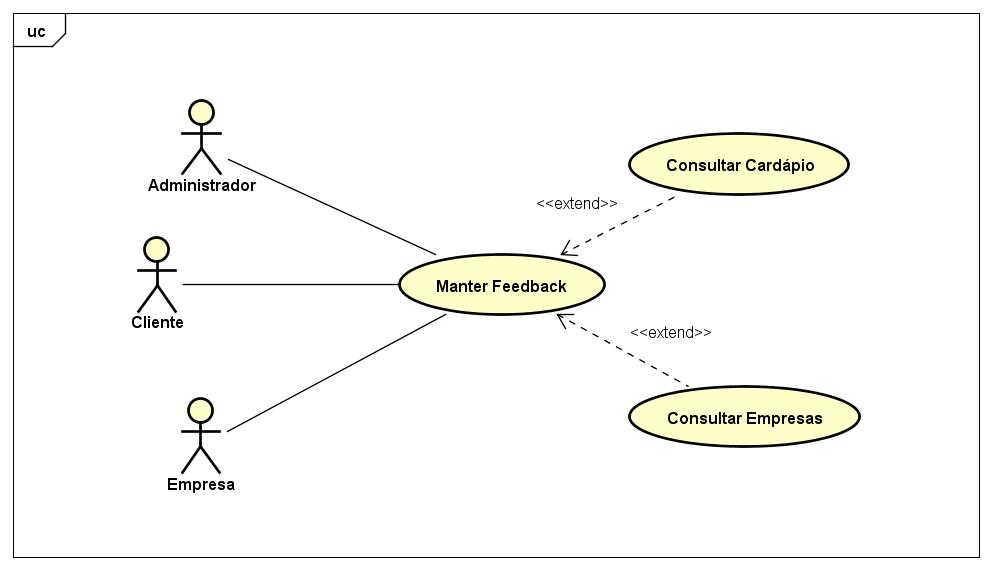 uc
Administrador
Consultar Cardápio
<<extend>>
Cliente
Manter Feedback
<<extend>>
Empresa
Consultar Empresas